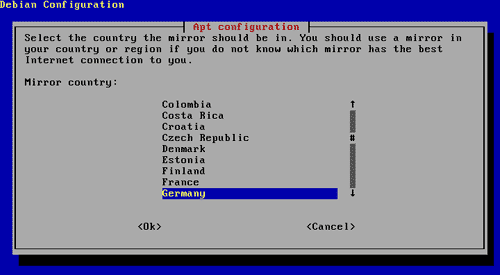 Debian Configuration
Apt configuration
Select the country the mirror should be in. You should use a mirror in
your country or region if you do not know which mirror has the best
Internet connection to you.
Mirror country:
Colombia ↑
Costa Rica
Croatia
Czech Republic #
Denmark
Estonia
Finland
France
Germany ↓
<Ok> <Cancel>